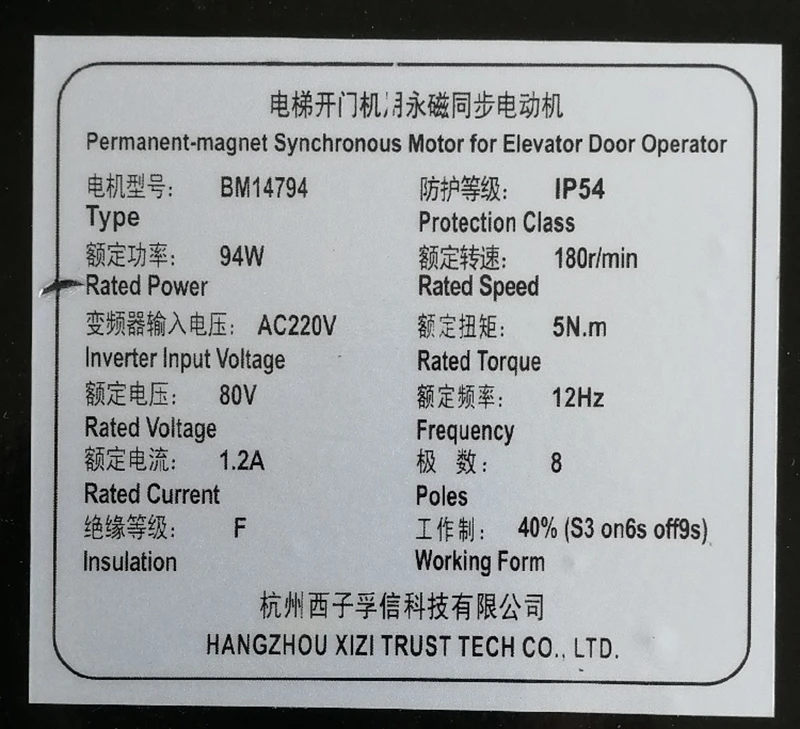 电梯开门机用永磁同步电动机
Permanent-magnet Synchronous Motor for Elevator Door Operator
电机型号： BM14794 防护等级： IP54
Type Protection Class
额定功率： 94W 额定转速： 180r/min
Rated Power Rated Speed
变频器输入电压： AC220V 额定扭矩： 5N.m
Inverter Input Voltage Rated Torque
额定电压： 80V 额定频率： 12Hz
Rated Voltage Frequency
额定电流： 1.2A 极 数： 8
Rated Current Poles
绝缘等级： F 工作制： 40% (S3 on6s off9s)
Insulation Working Form
杭州西子孚信科技有限公司
HANGZHOU XIZI TRUST TECH CO., LTD.